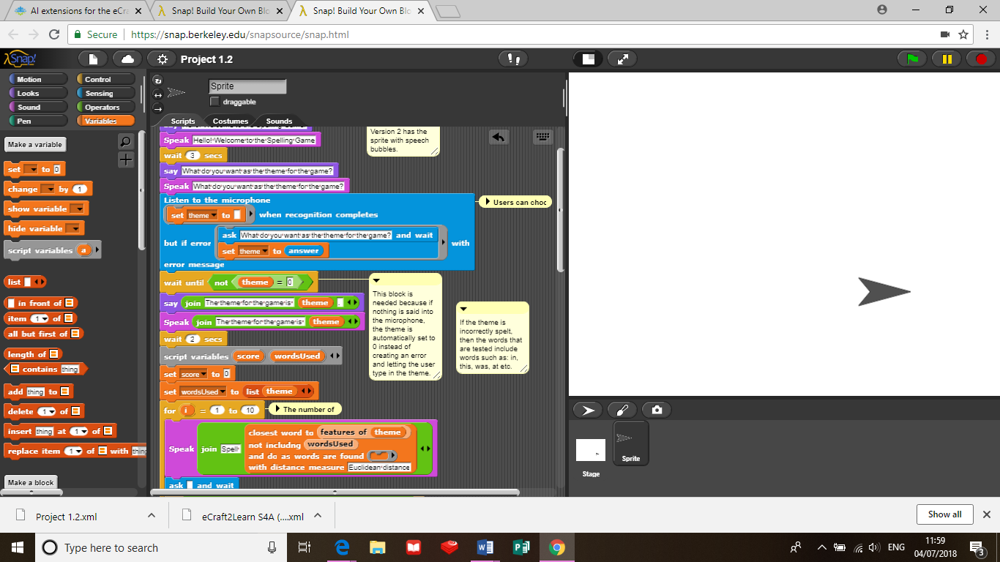 AI extensions for the eCra
Snap! Build Your Own Blo
Snap! Build Your Own Blo
Secure
https://snap.berkeley.edu/snapsource/snap.html
Snap!
Project 1.2
Motion
Control
Looks
Sensing
Sound
Operators
Pen
Variables
Make a variable
set to 0
change by 1
show variable
hide variable
script variables a
list
in front of
item 1 of
all but first of
length of
contains thing
add thing to
delete 1 of
insert thing at 1 of
replace item 1 of with thing
Make a block
Sprite
draggable
Scripts
Costumes
Sounds
Speak Hello! Welcome to the Spelling Game
wait 3 secs
say What do you want as the theme for the game?
Speak What do you want as the theme for the game?
Listen to the microphone
set theme to when recognition completes
ask What do you want as the theme for the game? and wait
but if error with
set theme to answer
error message
wait until not theme = 0
say join The theme for the game is theme .
Speak join The theme for the game is theme
wait 2 secs
script variables score wordsUsed
set score to 0
set wordsUsed to list theme
for i = 1 to 10
closest word to features of theme
not includng wordsUsed
Speak join Spell
and do as words are found
with distance measure Euclidean distance
ask and wait
Version 2 has the
sprite with speech
bubbles.
Users can choc
This block is
needed because if
nothing is said into
the microphone,
the theme is
automatically set to
0 instead of
creating an error
and letting the user
type in the theme.
If the theme is
incorrectly spelt,
then the words that
are tested include
words such as: in,
this, was, at etc.
The number of
Stage
Sprite
Project 1.2.xml
eCraft2Learn S4A (....xml
Show all
Type here to search
ENG
11:59
04/07/2018
3